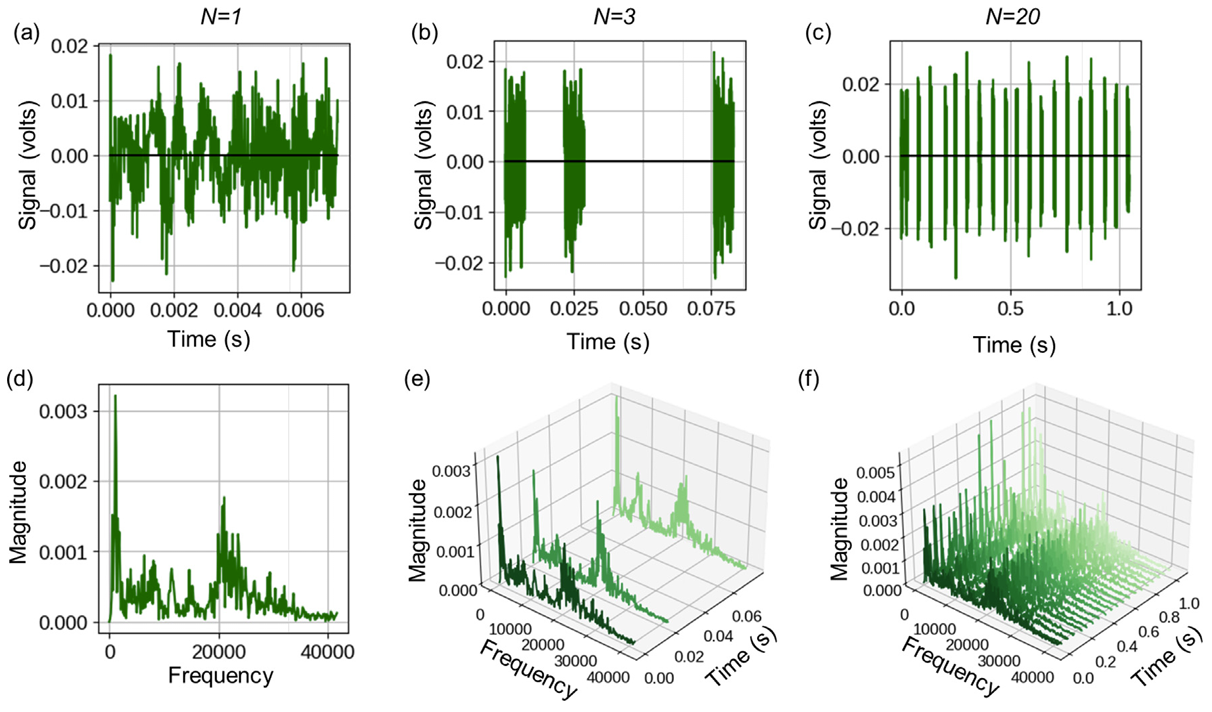 N=1 N=3 N=20
(a) (b) (c)
Signal (volts)
0.02
0.01
0.00
−0.01
−0.02
0.000 0.002 0.004 0.006
Time (s)
Signal (volts)
0.02
0.01
0.00
−0.01
−0.02
0.000 0.025 0.050 0.075
Time (s)
Signal (volts)
0.02
0.00
−0.02
0.0 0.5 1.0
Time (s)
(d) (e) (f)
Magnitude
0.003
0.002
0.001
0.000
0 20000 40000
Frequency
Magnitude
0.003
0.002
0.001
0.000
0 10000 20000 30000 40000
Frequency
0.00 0.02 0.04 0.06
Time (s)
Magnitude
0.005
0.004
0.003
0.002
0.001
0.000
0 10000 20000 30000 40000
Frequency
0.0 0.2 0.4 0.6 0.8 1.0
Time (s)